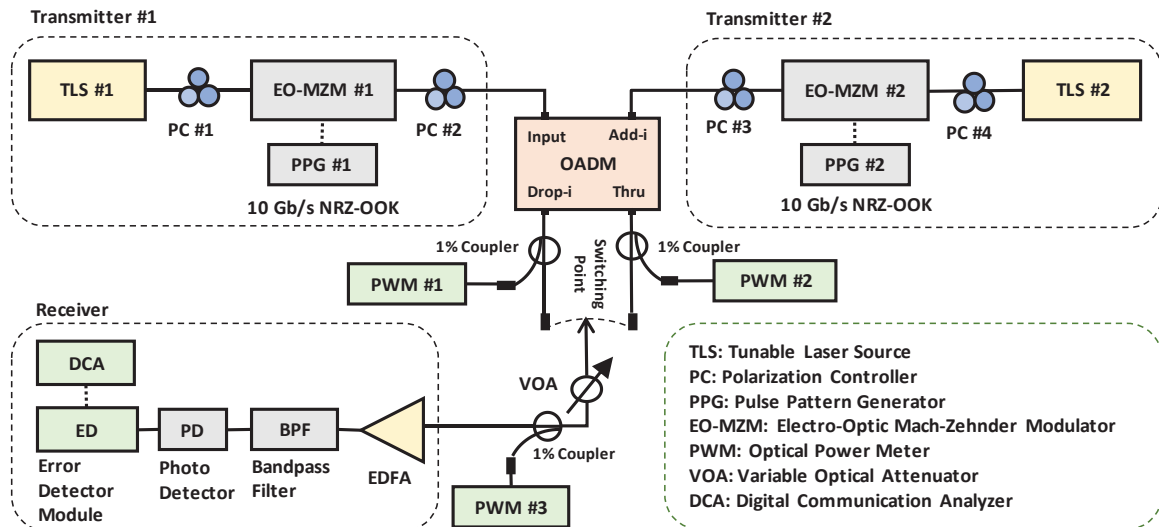 Transmitter #1
Transmitter #2
TLS #1
EO-MZM #1
EO-MZM #2
TLS #2
PC #1
PC #2
PC #3
PC #4
Input
Add-i
OADM
Drop-i
Thru
PPG #1
PPG #2
10 Gb/s NRZ-OOK
10 Gb/s NRZ-OOK
1% Coupler
Switching
Point
1% Coupler
PWM #1
PWM #2
Receiver
DCA
VOA
ED
PD
BPF
EDFA
1% Coupler
Error
Detector
Module
Photo
Detector
Bandpass
Filter
PWM #3
TLS: Tunable Laser Source
PC: Polarization Controller
PPG: Pulse Pattern Generator
EO-MZM: Electro-Optic Mach-Zehnder Modulator
PWM: Optical Power Meter
VOA: Variable Optical Attenuator
DCA: Digital Communication Analyzer